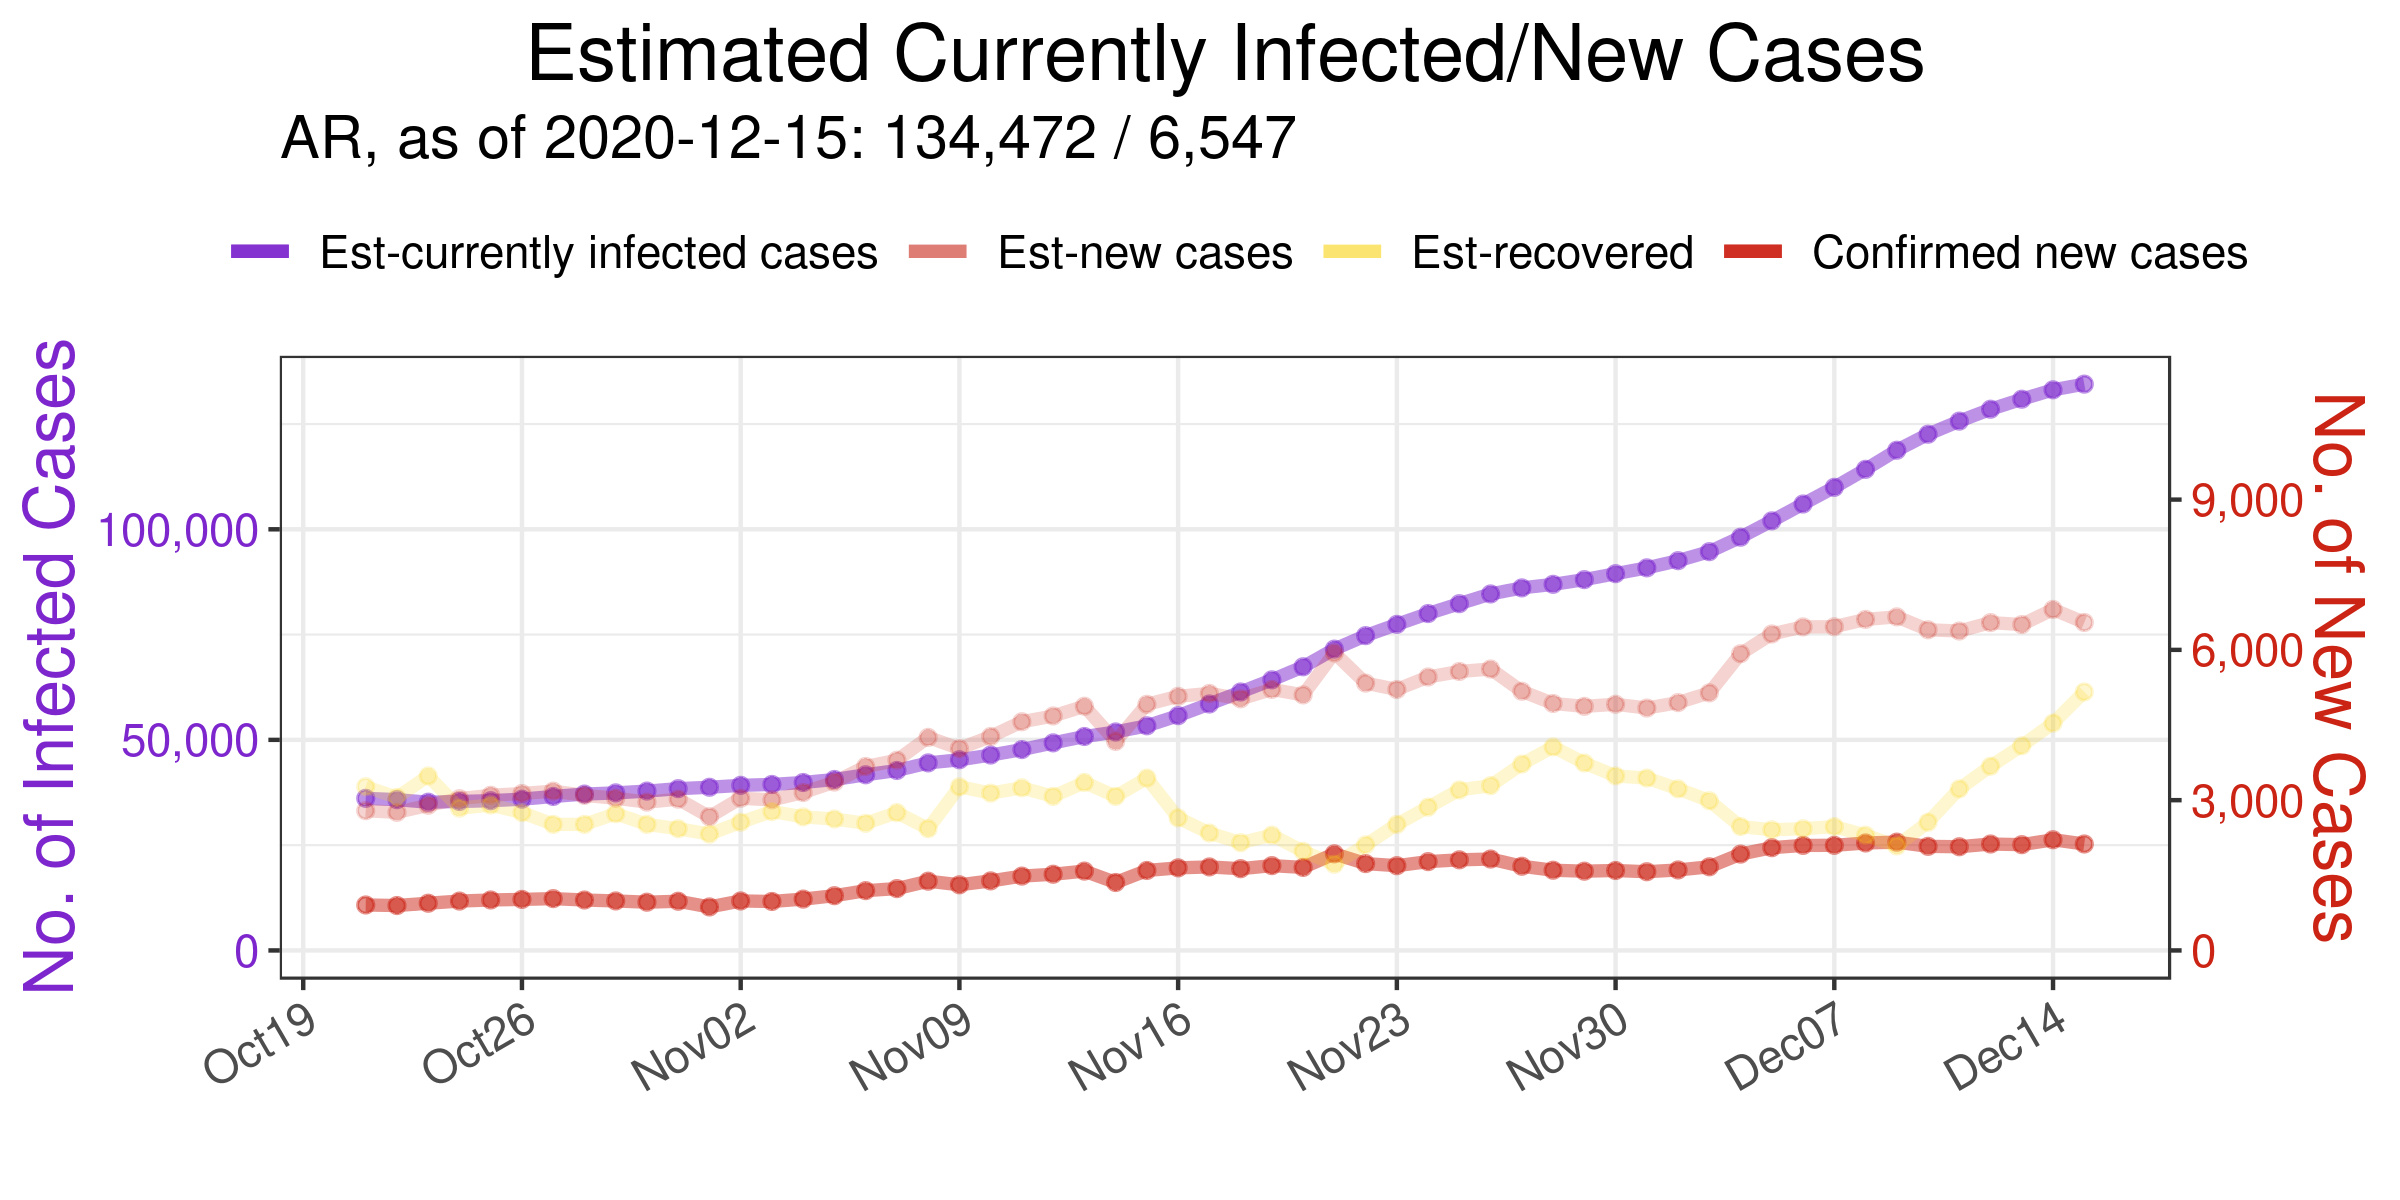 Estimated Currently Infected/New Cases
AR, as of 2020-12-15: 134,472 / 6,547
Est-currently infected cases Est-new cases Est-recovered Confirmed new cases
No. of Infected Cases
100,000
50,000
0
9,000
6,000
3,000
0
No. of New Cases
Oct19 Oct26 Nov02 Nov09 Nov16 Nov23 Nov30 Dec07 Dec14